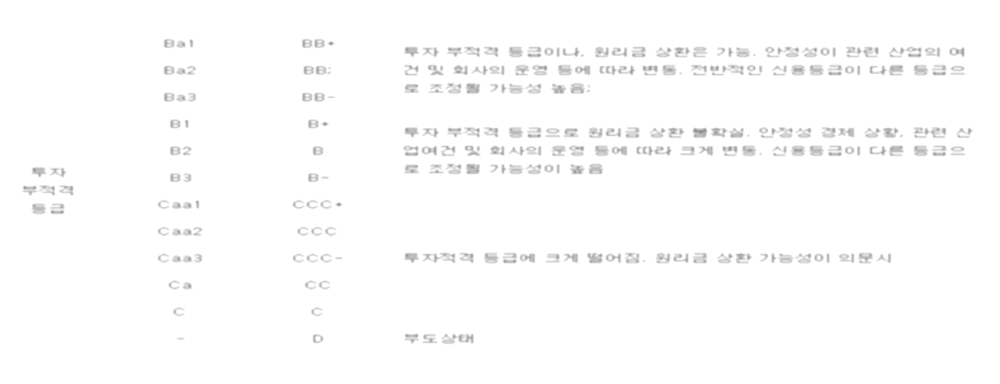 Ba1 BB+ 투자 부적격 등급이나, 원리금 상환은 가능. 안정성이 관련 산업의 여
Ba2 BB; 건 및 회사의 운영 등에 따라 변동. 전반적인 신용등급이 다른 등급으
Ba3 BB- 로 조정될 가능성 높음;
B1 B+ 투자 부적격 등급으로 원리금 상환 불확실. 안정성 경제 상황, 관련 산
B2 B 업여건 및 회사의 운영 등에 따라 크게 변동. 신용등급이 다른 등급으
B3 B- 로 조정될 가능성이 높음
투자
부적격
등급
Caa1 CCC+
Caa2 CCC
Caa3 CCC- 투자적격 등급에 크게 떨어짐. 원리금 상환 가능성이 의문시
Ca CC
C C
- D 부도상태